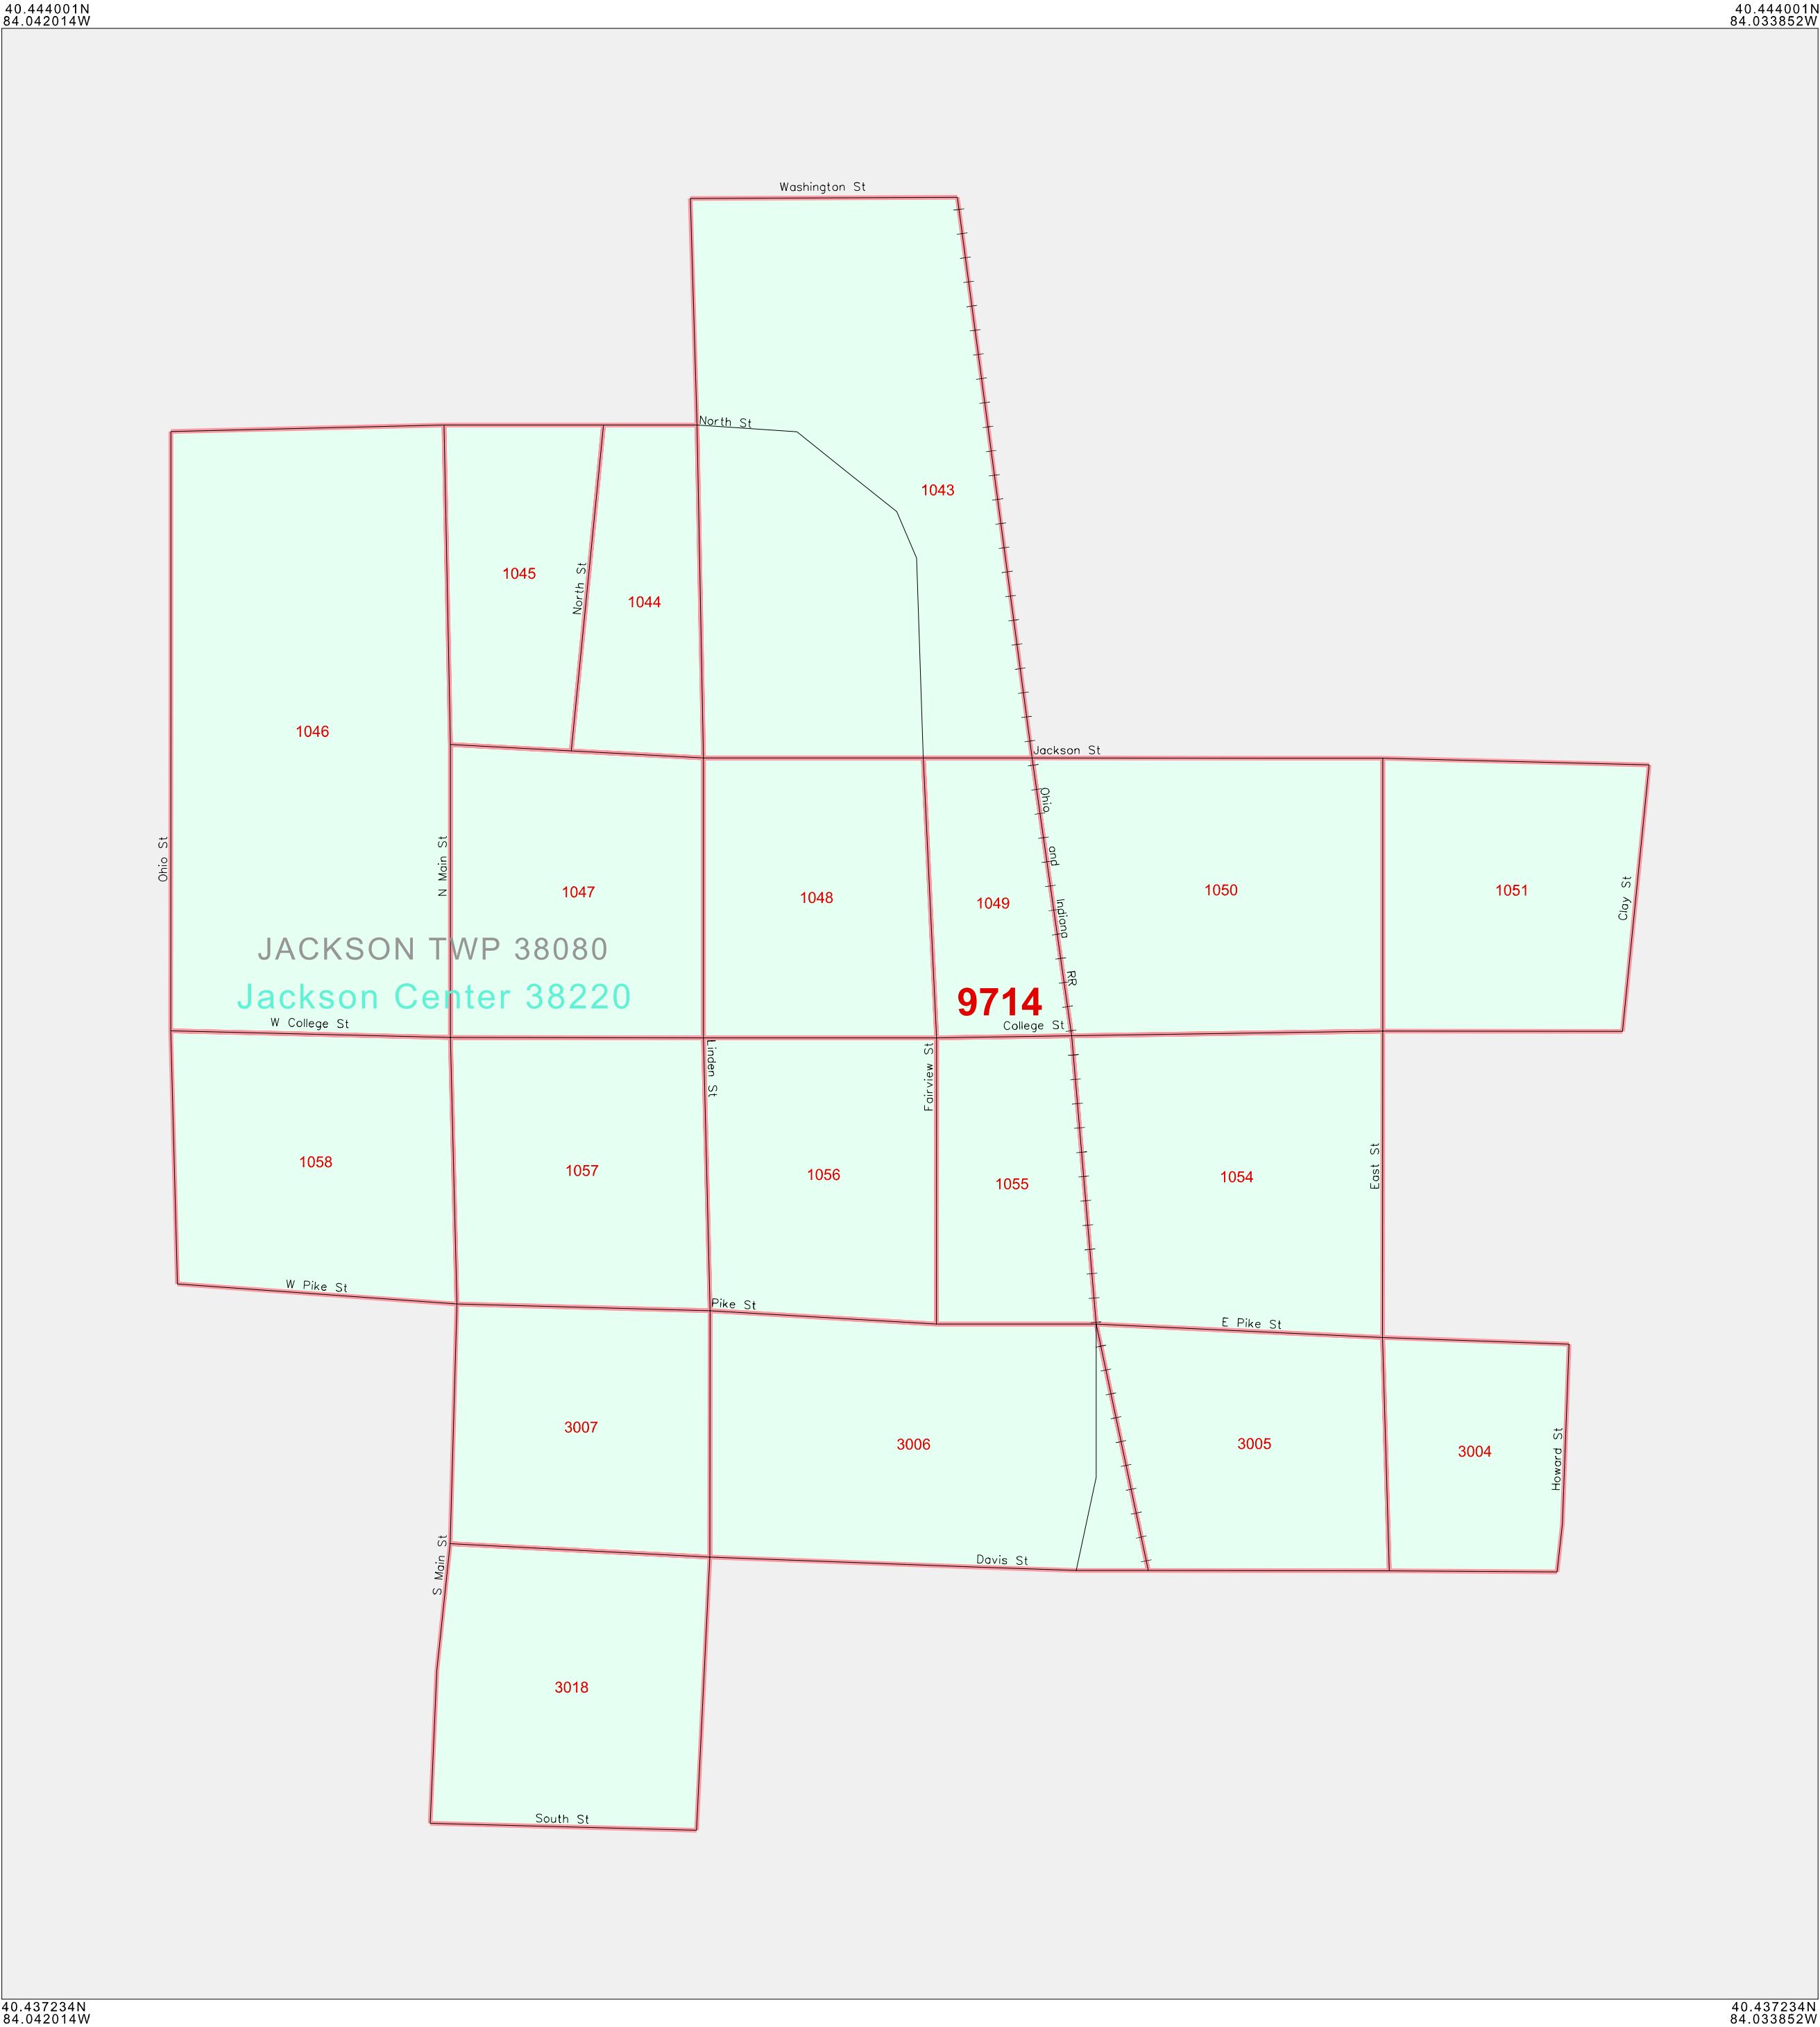 40.444001N
84.042014W
40.444001N
84.033852W
Washington St
North St
1043
1045
North St
1044
1046
Jackson St
Ohio St
N Main St
1047
1048
1049
Ohio and Indiana RR
1050
1051
Clay St
JACKSON TWP 38080
Jackson Center 38220
9714
W College St
College St
Linden St
Fairview St
1058
1057
1056
1055
1054
East St
W Pike St
Pike St
E Pike St
3007
3006
3005
3004
Howard St
S Main St
Davis St
3018
South St
40.437234N
84.042014W
40.437234N
84.033852W